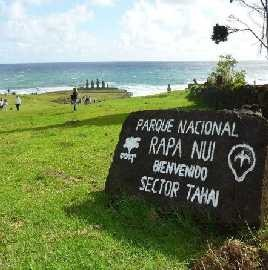 PARQUE NACIONAL
RAPA NUI
BIENVENIDO
SECTOR TAHAI